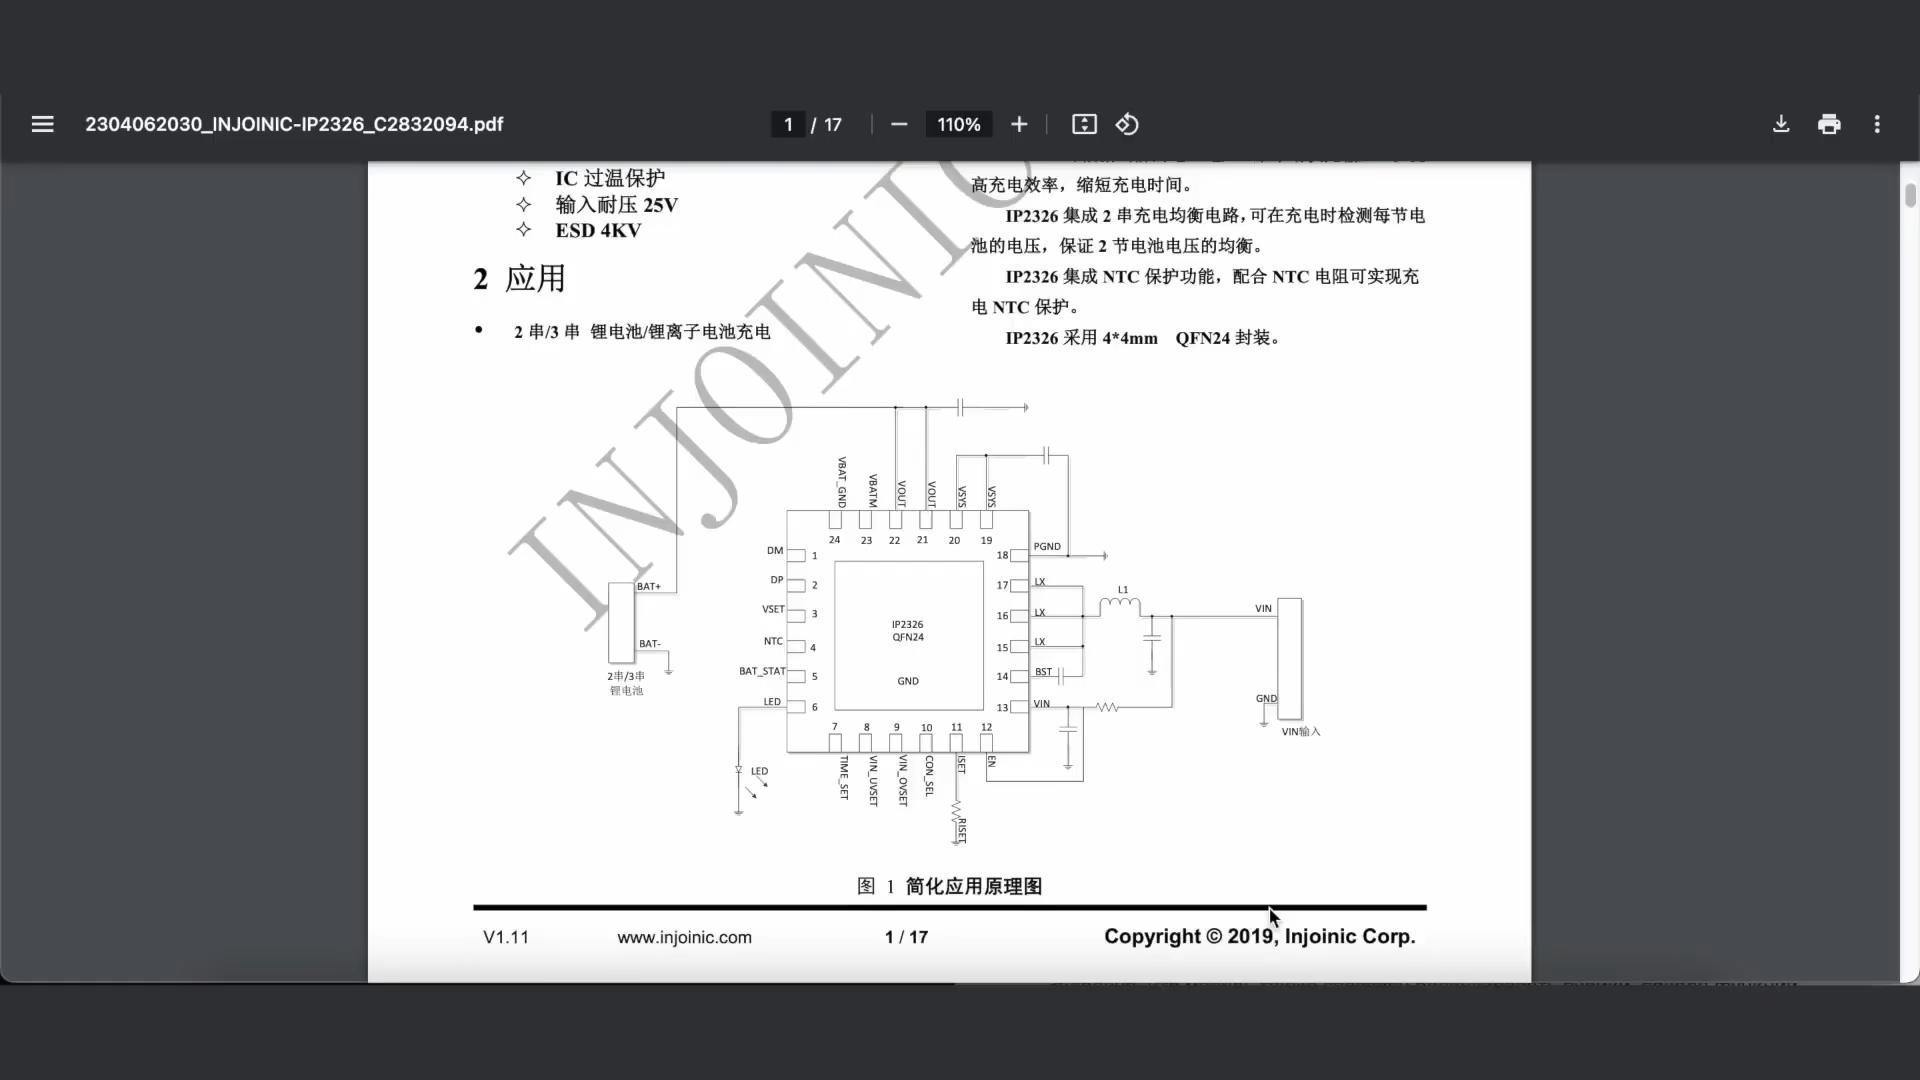 2304062030_INJOINIC-IP2326_C2832094.pdf
1 / 17
110%
IC 过温保护
输入耐压 25V
ESD 4KV
2 应用
2 串/3 串 锂电池/锂离子电池充电
高充电效率，缩短充电时间。
IP2326 集成 2 串充电均衡电路,可在充电时检测每节电
池的电压，保证 2 节电池电压的均衡。
IP2326 集成 NTC 保护功能，配合 NTC 电阻可实现充
电 NTC 保护。
IP2326 采用 4*4mm QFN24 封装。
INJOINIC
VBAT_GND
VBATM
VOUT
VOUT
VSYS
VSYS
24
23
22
21
20
19
DM
1
DP
2
VSET
3
NTC
4
BAT_STAT
5
LED
6
18
PGND
17
LX
16
LX
15
LX
14
BST
13
VIN
IP2326
QFN24
GND
7
8
9
10
11
12
TIME_SET
VIN_UVSET
VIN_OVSET
CON_SEL
ISET
EN
RISET
LED
BAT+
BAT-
2串/3串
锂电池
L1
VIN
GND
VIN输入
图 1 简化应用原理图
V1.11
www.injoinic.com
1 / 17
Copyright © 2019, Injoinic Corp.